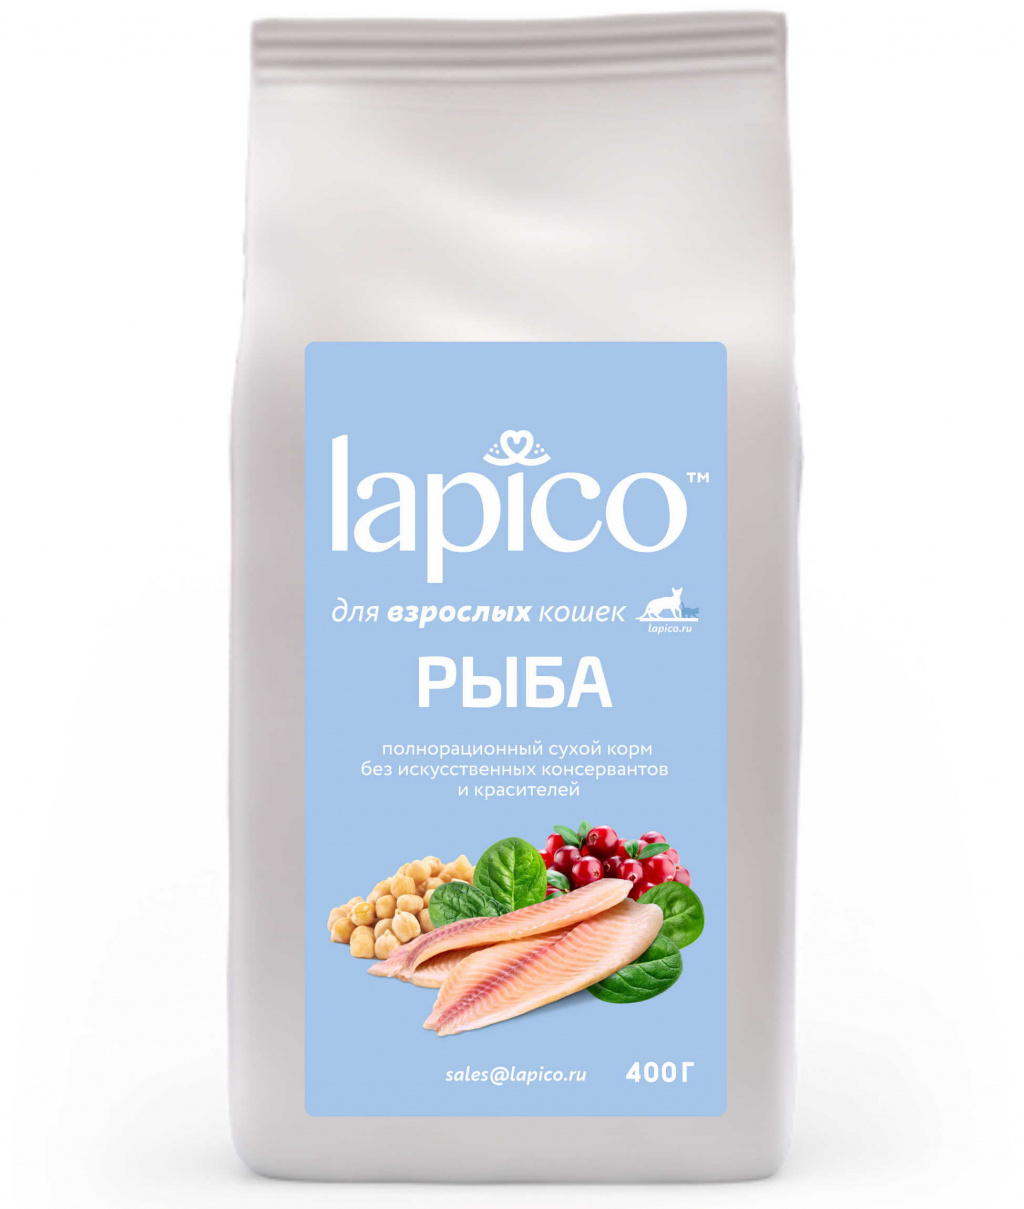 lapico™
для взрослых кошек
lapico.ru
РЫБА
полнорационный сухой корм
без искусственных консервантов
и красителей
sales@lapico.ru
400Г